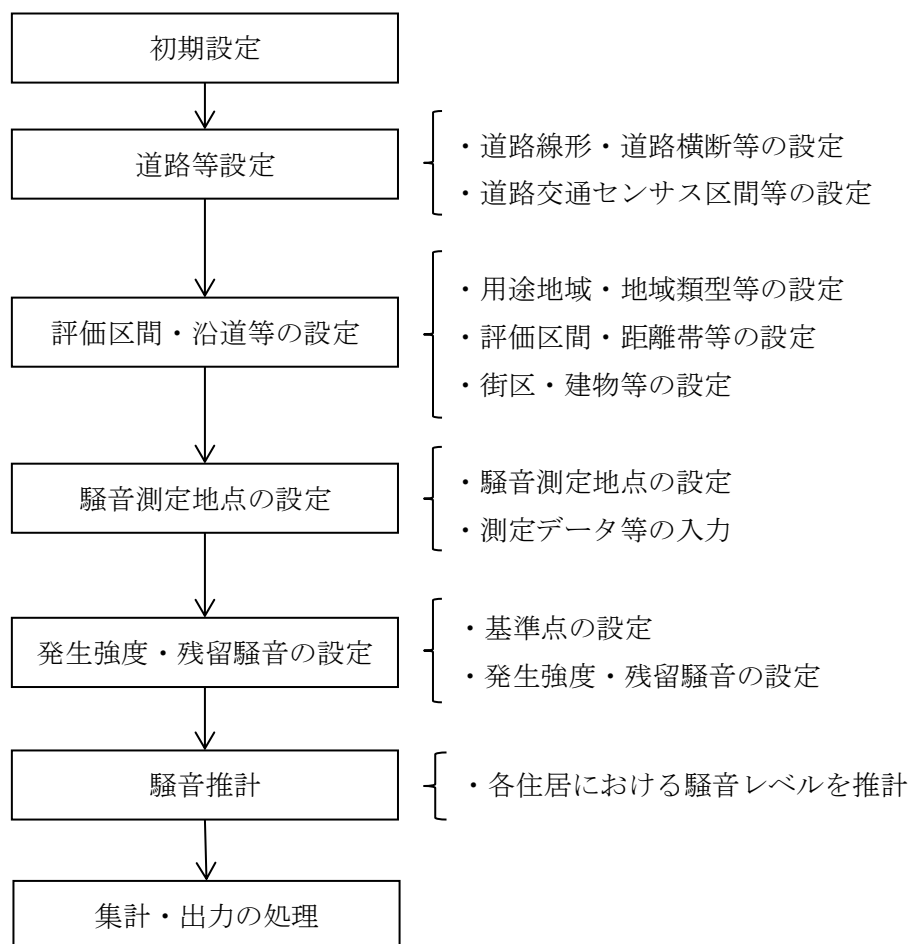 初期設定
道路等設定
・道路線形・道路横断等の設定
・道路交通センサス区間等の設定
評価区間・沿道等の設定
・用途地域・地域類型等の設定
・評価区間・距離帯等の設定
・街区・建物等の設定
騒音測定地点の設定
・騒音測定地点の設定
・測定データ等の入力
発生強度・残留騒音の設定
・基準点の設定
・発生強度・残留騒音の設定
騒音推計
・各住居における騒音レベルを推計
集計・出力の処理